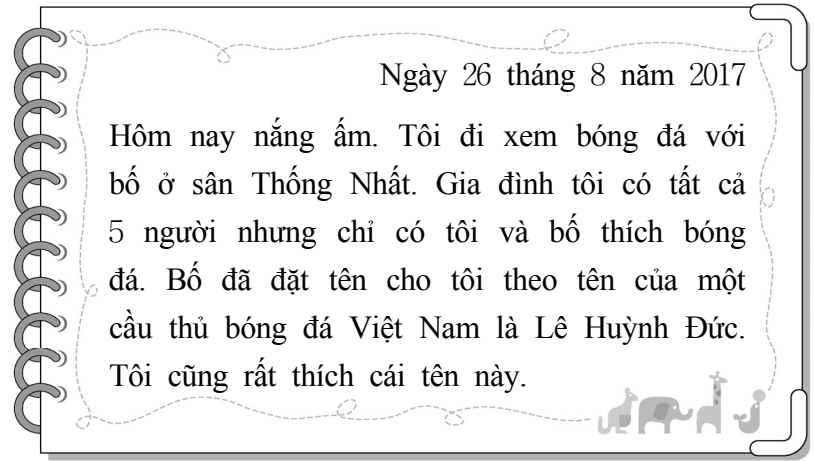 Ngày 26 tháng 8 năm 2017
Hôm nay nắng ấm. Tôi đi xem bóng đá với
bố ở sân Thống Nhất. Gia đình tôi có tất cả
5 người nhưng chỉ có tôi và bố thích bóng
đá. Bố đã đặt tên cho tôi theo tên của một
cầu thủ bóng đá Việt Nam là Lê Huỳnh Đức.
Tôi cũng rất thích cái tên này.